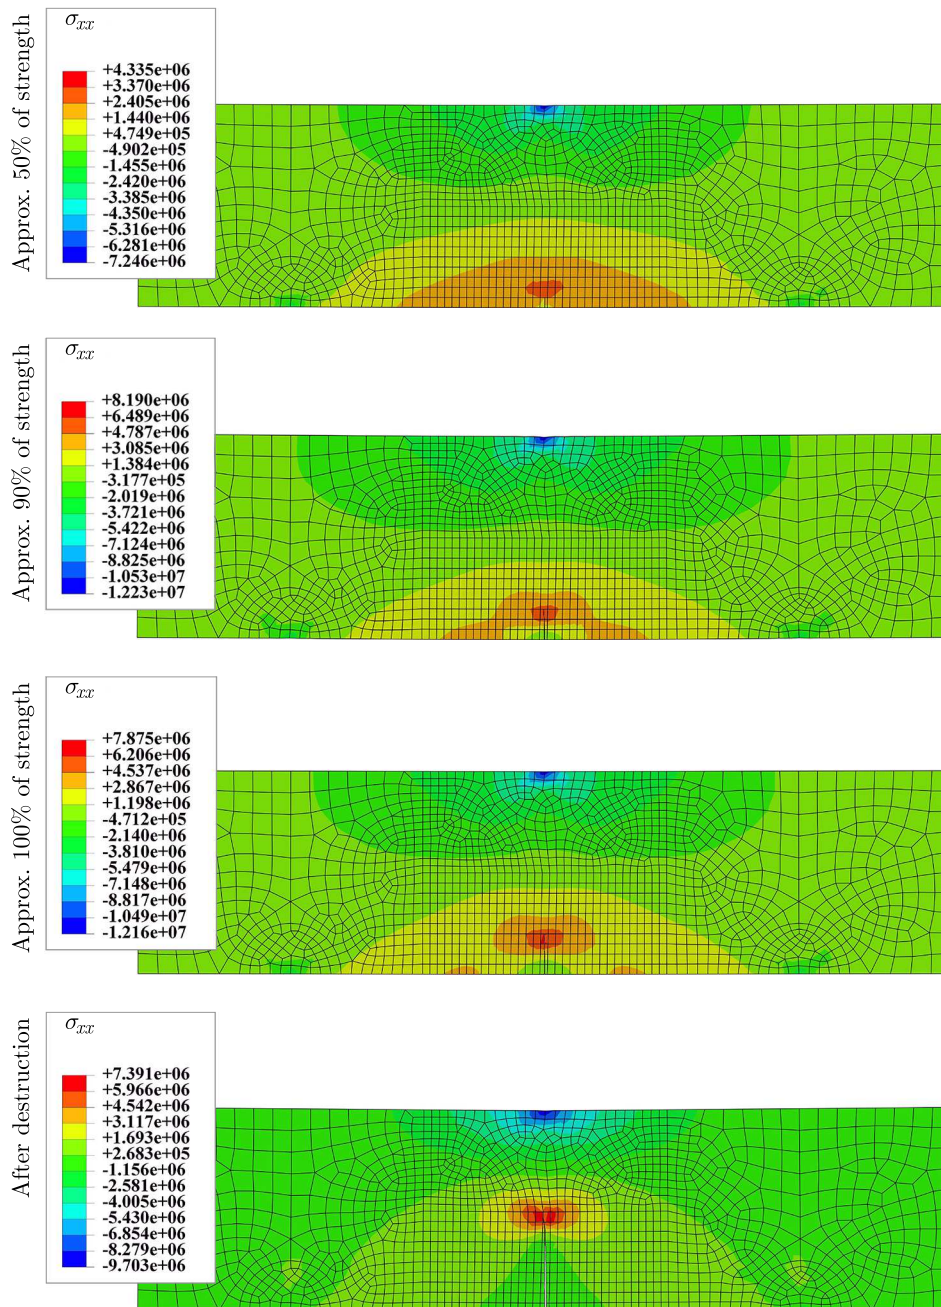 Approx. 50% of strength
σxx
+4.335e+06
+3.370e+06
+2.405e+06
+1.440e+06
+4.749e+05
-4.902e+05
-1.455e+06
-2.420e+06
-3.385e+06
-4.350e+06
-5.316e+06
-6.281e+06
-7.246e+06
Approx. 90% of strength
σxx
+8.190e+06
+6.489e+06
+4.787e+06
+3.085e+06
+1.384e+06
-3.177e+05
-2.019e+06
-3.721e+06
-5.422e+06
-7.124e+06
-8.825e+06
-1.053e+07
-1.223e+07
Approx. 100% of strength
σxx
+7.875e+06
+6.206e+06
+4.537e+06
+2.867e+06
+1.198e+06
-4.712e+05
-2.140e+06
-3.810e+06
-5.479e+06
-7.148e+06
-8.817e+06
-1.049e+07
-1.216e+07
After destruction
σxx
+7.391e+06
+5.966e+06
+4.542e+06
+3.117e+06
+1.693e+06
+2.683e+05
-1.156e+06
-2.581e+06
-4.005e+06
-5.430e+06
-6.854e+06
-8.279e+06
-9.703e+06